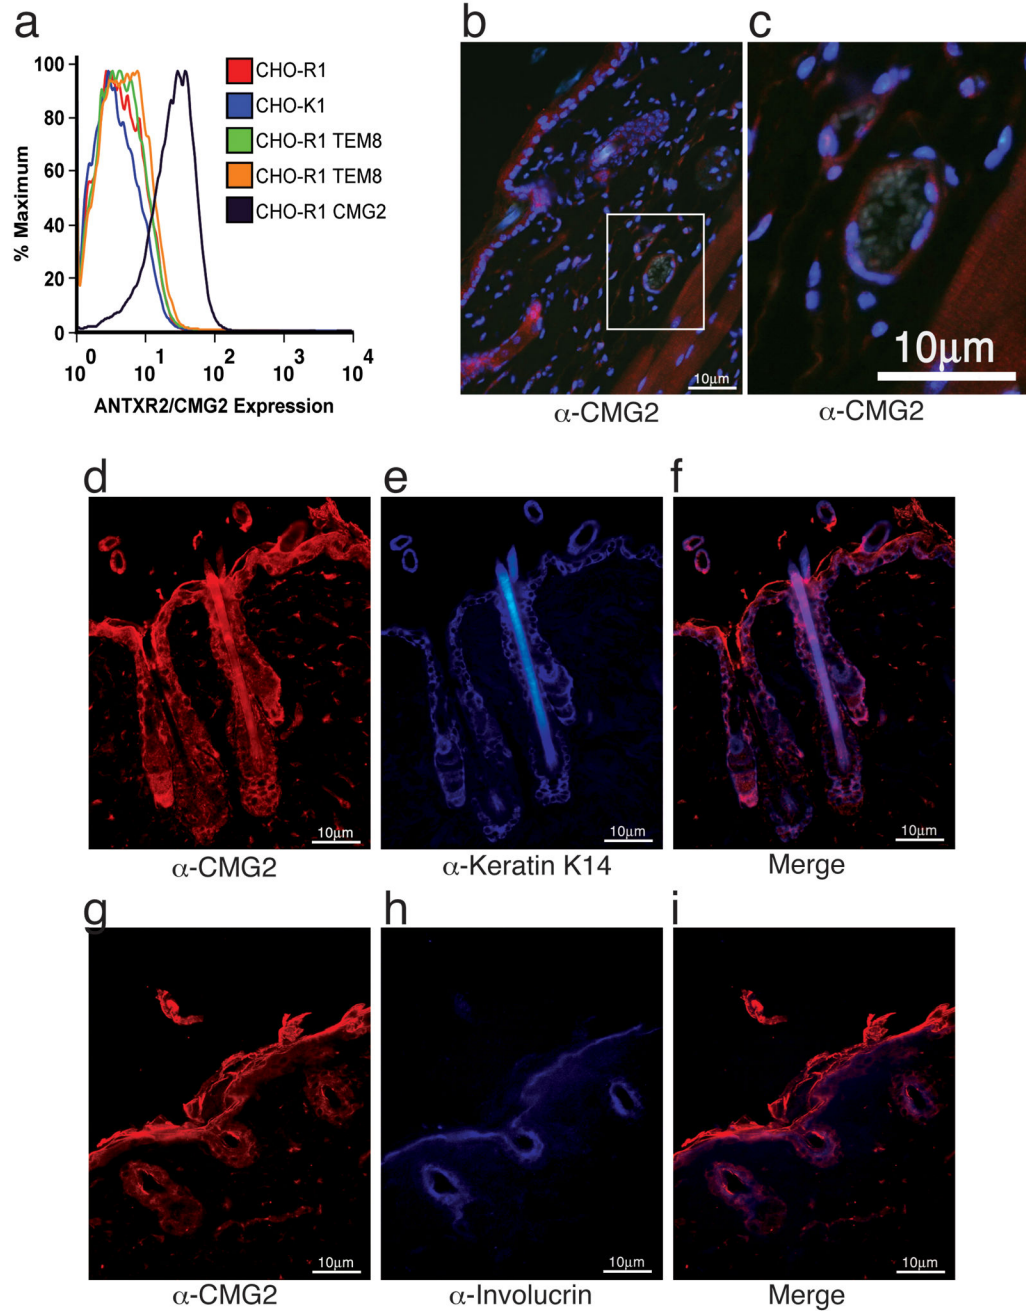 a
% Maximum
100
80
60
40
20
0
10 0
10 1
10 2
10 3
10 4
ANTXR2/CMG2 Expression
CHO-R1
CHO-K1
CHO-R1 TEM8
CHO-R1 TEM8
CHO-R1 CMG2
b
10µm
α-CMG2
c
10µm
α-CMG2
d
10µm
α-CMG2
e
10µm
α-Keratin K14
f
10µm
Merge
g
10µm
α-CMG2
h
10µm
α-Involucrin
i
10µm
Merge